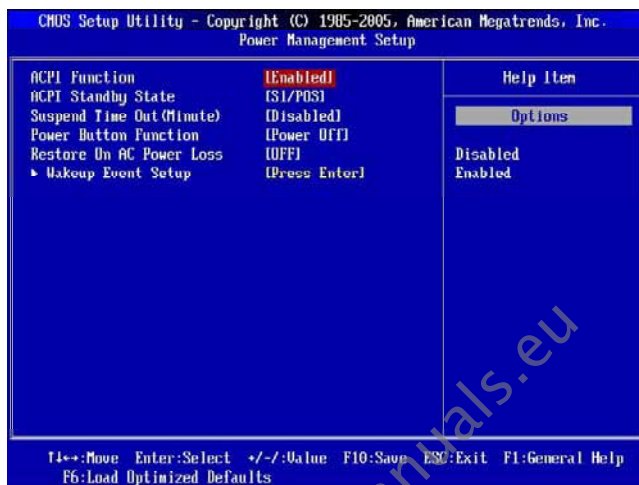 CMOS Setup Utility - Copyright (C) 1985-2005, American Megatrends, Inc.
Power Management Setup
ACPI Function [Enabled]
ACPI Standby State [S1/POS]
Suspend Time Out(Minute) [Disabled]
Power Button Function [Power Off]
Restore On AC Power Loss [OFF]
► Wakeup Event Setup [Press Enter]
Help Item
Options
Disabled
Enabled
↑↓←→:Move Enter:Select +/-/:Value F10:Save ESC:Exit F1:General Help
F6:Load Optimized Defaults
nuals.eu